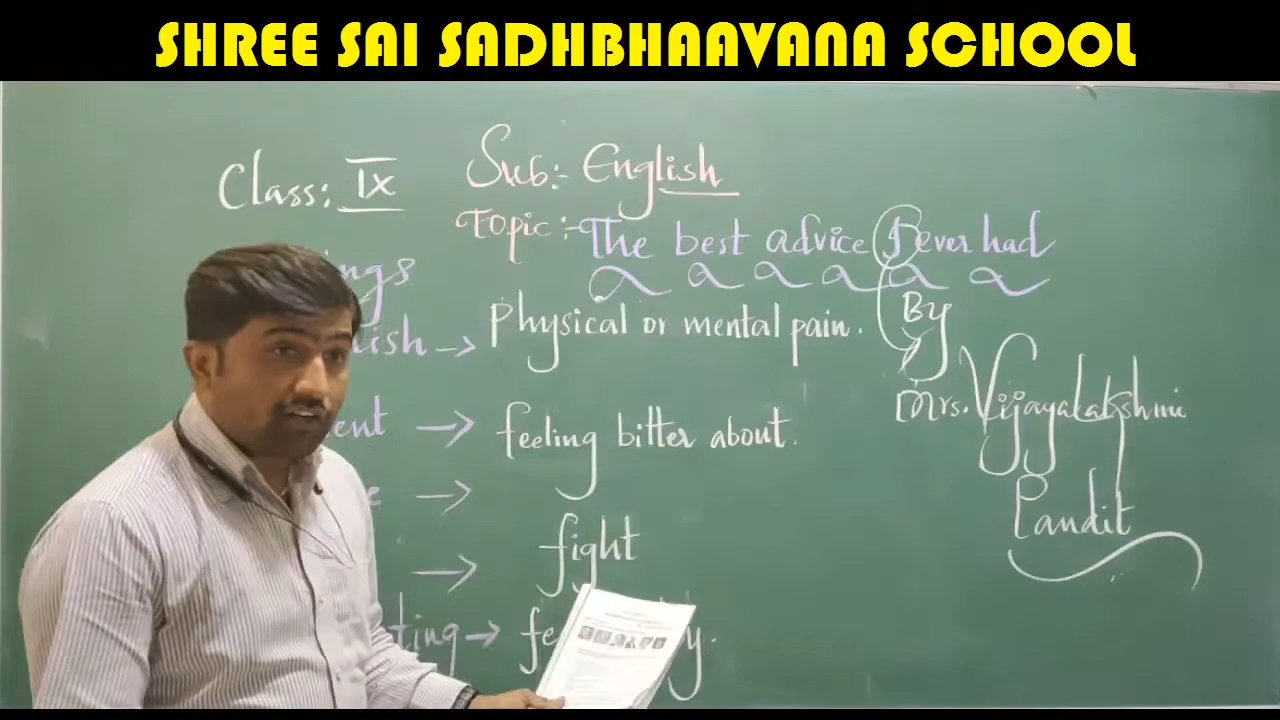 SHREE SAI SADHBHAAVANA SCHOOL
Class: IX Sub:- English
Topic:- The best advice I ever had
By
Mrs. Vijayalakshmi
Pandit
→ physical or mental pain.
→ feeling bitter about.
→
→ fight
→